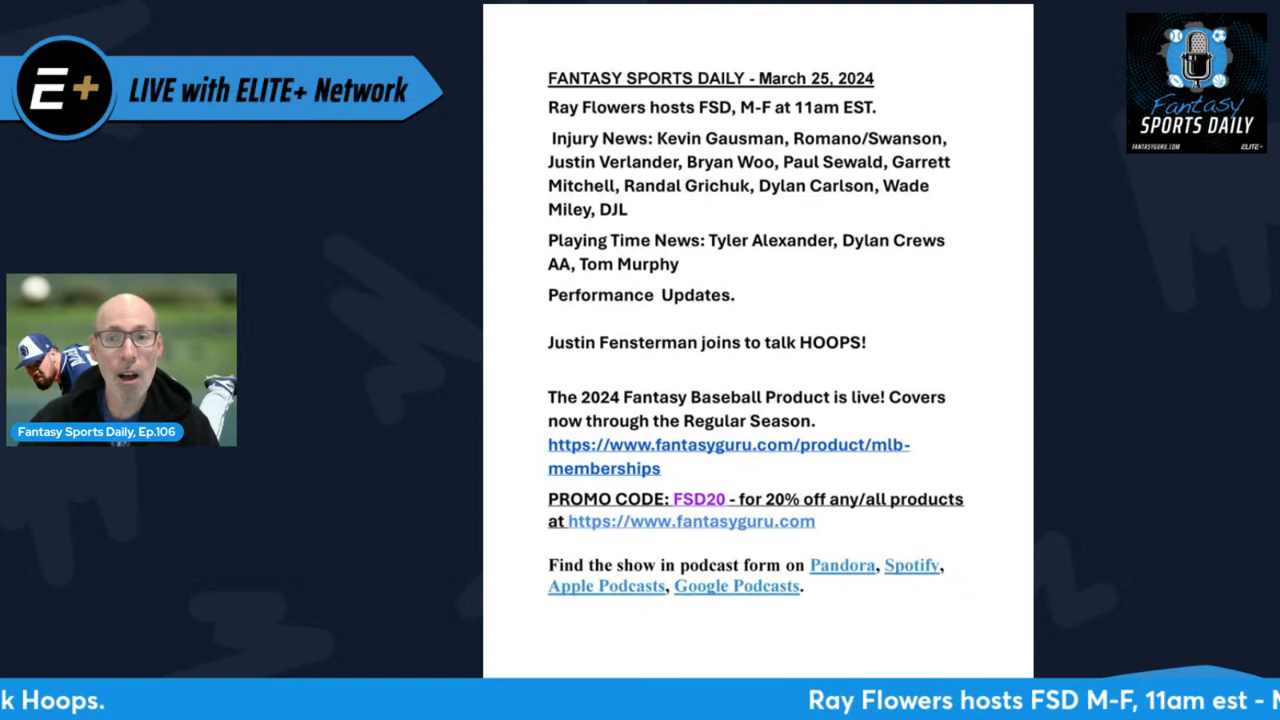 E+
LIVE with ELITE+ Network
Fantasy
SPORTS DAILY
FANTASYGURU.COM
ELITE+
FANTASY SPORTS DAILY - March 25, 2024
Ray Flowers hosts FSD, M-F at 11am EST.
Injury News: Kevin Gausman, Romano/Swanson,
Justin Verlander, Bryan Woo, Paul Sewald, Garrett
Mitchell, Randal Grichuk, Dylan Carlson, Wade
Miley, DJL
Playing Time News: Tyler Alexander, Dylan Crews
AA, Tom Murphy
Performance Updates.
Justin Fensterman joins to talk HOOPS!
The 2024 Fantasy Baseball Product is live! Covers
now through the Regular Season.
https://www.fantasyguru.com/product/mlb-
memberships
PROMO CODE: FSD20 - for 20% off any/all products
at https://www.fantasyguru.com
Find the show in podcast form on Pandora, Spotify,
Apple Podcasts, Google Podcasts.
Fantasy Sports Daily, Ep.106
k Hoops.
Ray Flowers hosts FSD M-F, 11am est -